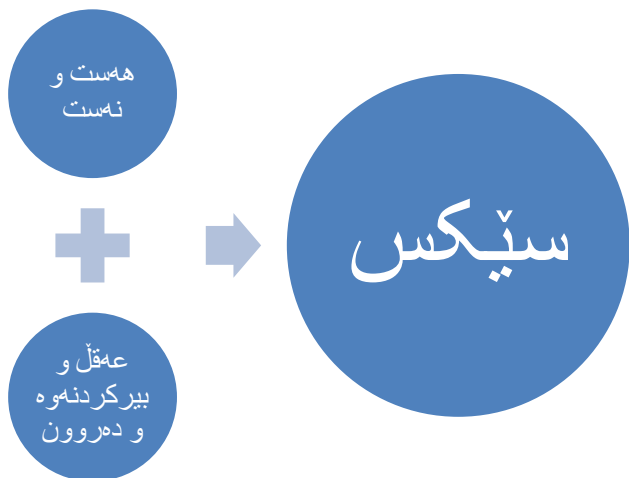 هەست و
نەست
سێکس
عەقڵ و
بیرکردنەوە
و دەروون